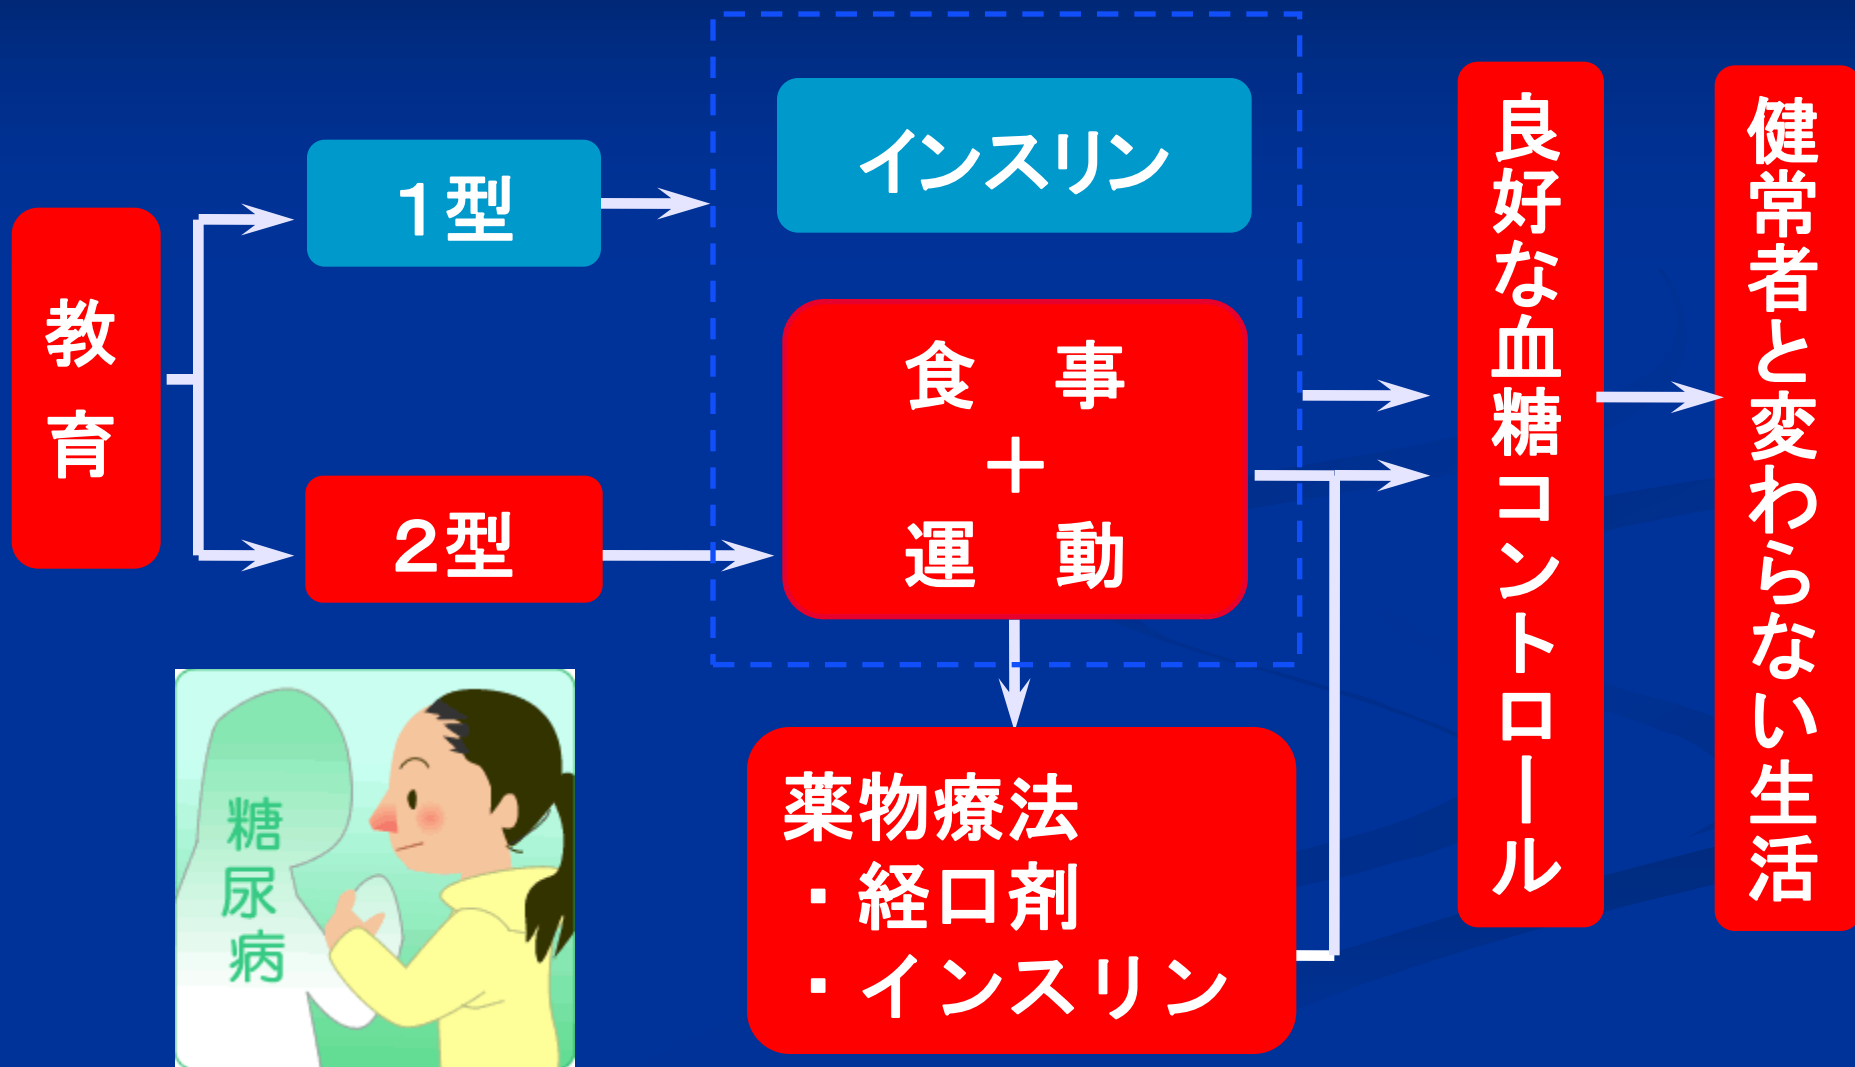 教育
１型
２型
インスリン
食　事
＋
運　動
薬物療法
・経口剤
・インスリン
良好な血糖コントロール
健常者と変わらない生活
糖尿病